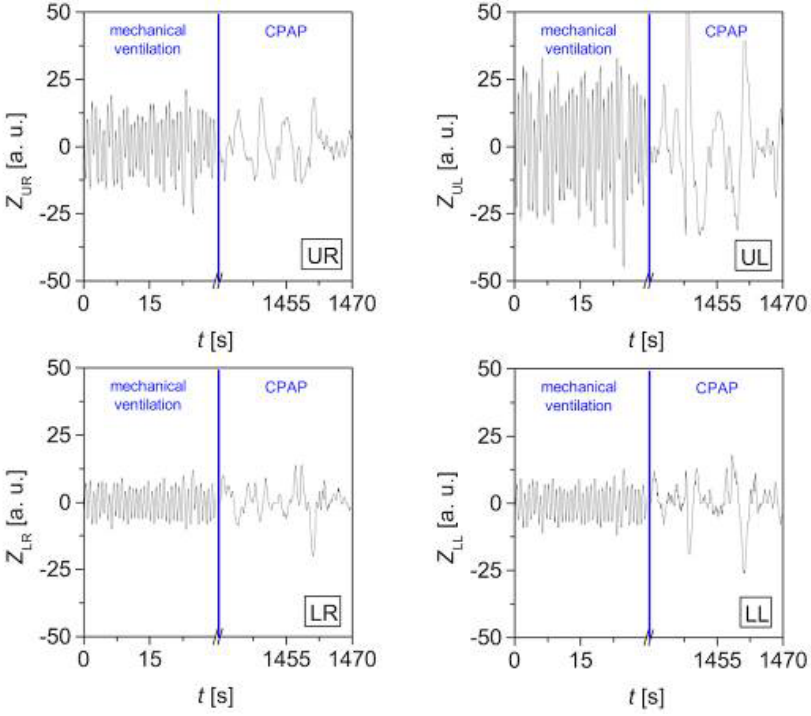 50
25
0
-25
-50
Z_UR [a. u.]
mechanical
ventilation
CPAP
UR
0 15 1455 1470
t [s]
50
25
0
-25
-50
Z_UL [a. u.]
mechanical
ventilation
CPAP
UL
0 15 1455 1470
t [s]
50
25
0
-25
-50
Z_LR [a. u.]
mechanical
ventilation
CPAP
LR
0 15 1455 1470
t [s]
50
25
0
-25
-50
Z_LL [a. u.]
mechanical
ventilation
CPAP
LL
0 15 1455 1470
t [s]